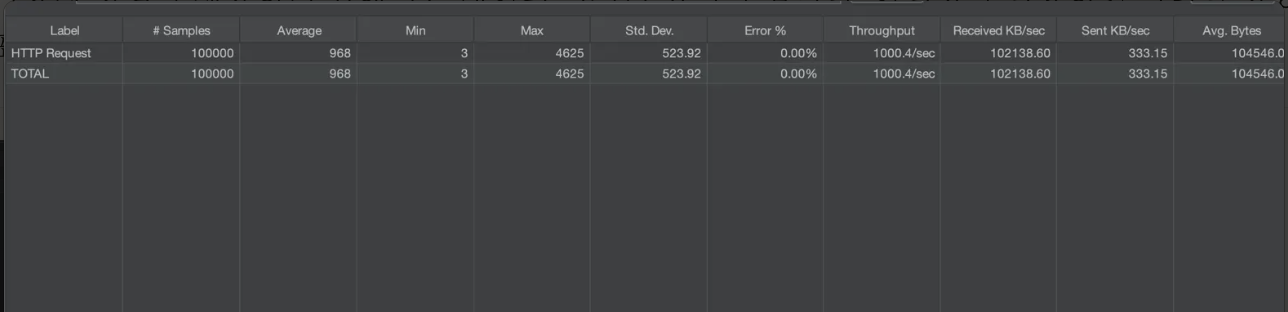 Label # Samples Average Min Max Std. Dev. Error % Throughput Received KB/sec Sent KB/sec Avg. Bytes
HTTP Request 100000 968 3 4625 523.92 0.00% 1000.4/sec 102138.60 333.15 104546.0
TOTAL 100000 968 3 4625 523.92 0.00% 1000.4/sec 102138.60 333.15 104546.0